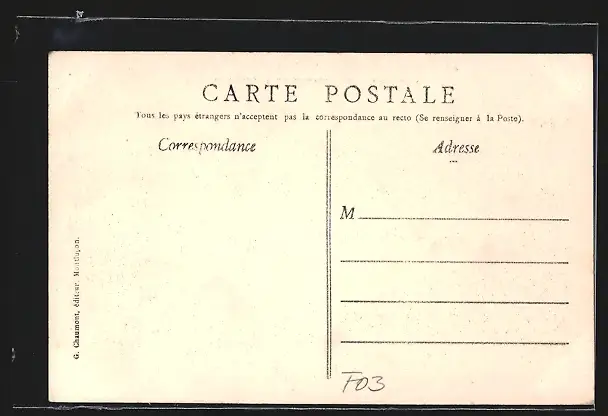 CARTE POSTALE
Tous les pays étrangers n'acceptent pas la correspondance au recto (Se renseigner à la Poste).
Correspondance
Adresse
M
G. Chaumont, éditeur, Montluçon.
F03